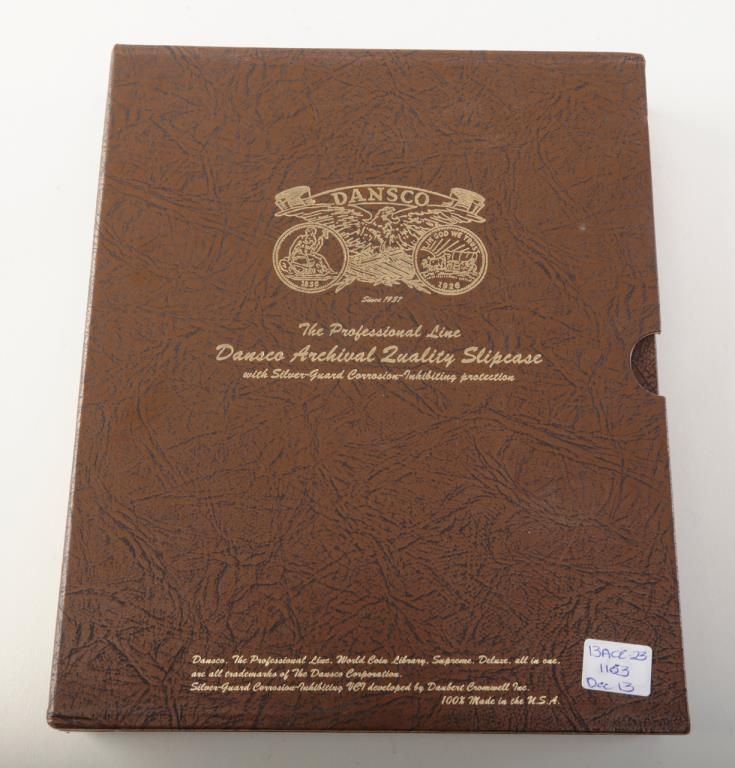 DANSCO
1836
IN GOD WE TRUST
1926
Since 1937
The Professional Line
Dansco Archival Quality Slipcase
with Silver-Guard Corrosion-Inhibiting protection
Dansco, The Professional Line, World Coin Library, Supreme, Deluxe, all in one,
are all trademarks of The Dansco Corporation.
Silver-Guard Corrosion-Inhibiting VCI developed by Daubert Cromwell Inc.
100% Made in the U.S.A.
13ACE-23
1163
Dec 13